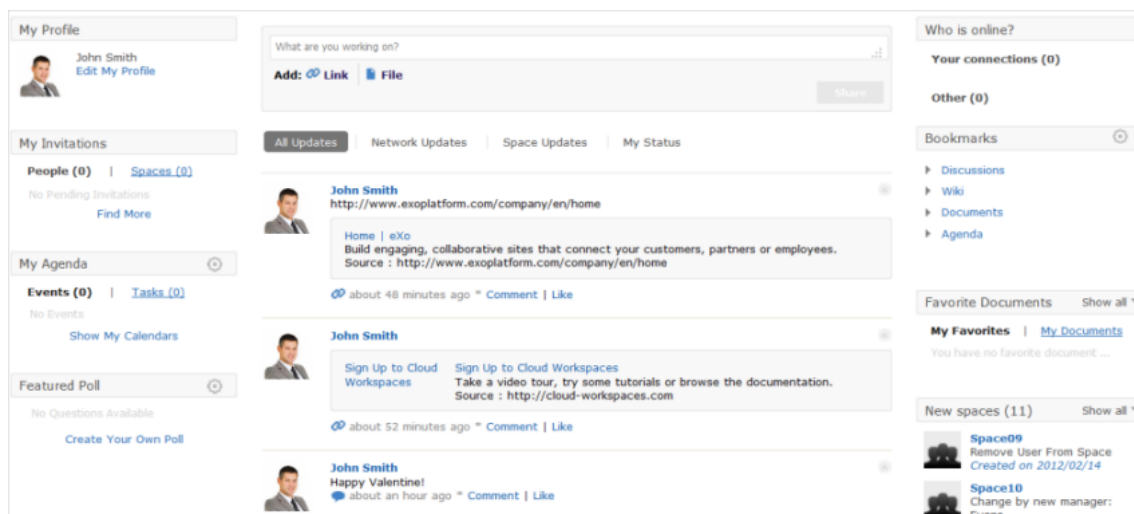 My Profile
John Smith
Edit My Profile
My Invitations
People (0) | Spaces (0)
No Pending Invitations
Find More
My Agenda
Events (0) | Tasks (0)
No Events
Show My Calendars
Featured Poll
No Questions Available
Create Your Own Poll
What are you working on?
Add: Link File
Share
All Updates Network Updates Space Updates My Status
John Smith
http://www.exoplatform.com/company/en/home
Home | eXo
Build engaging, collaborative sites that connect your customers, partners or employees.
Source : http://www.exoplatform.com/company/en/home
about 48 minutes ago " Comment | Like
John Smith
Sign Up to Cloud
Workspaces
Sign Up to Cloud Workspaces
Take a video tour, try some tutorials or browse the documentation.
Source : http://cloud-workspaces.com
about 52 minutes ago " Comment | Like
John Smith
Happy Valentine!
about an hour ago " Comment | Like
Who is online?
Your connections (0)
Other (0)
Bookmarks
Discussions
Wiki
Documents
Agenda
Favorite Documents Show all
My Favorites | My Documents
You have no favorite document ...
New spaces (11) Show all
Space09
Remove User From Space
Created on 2012/02/14
Space10
Change by new manager: